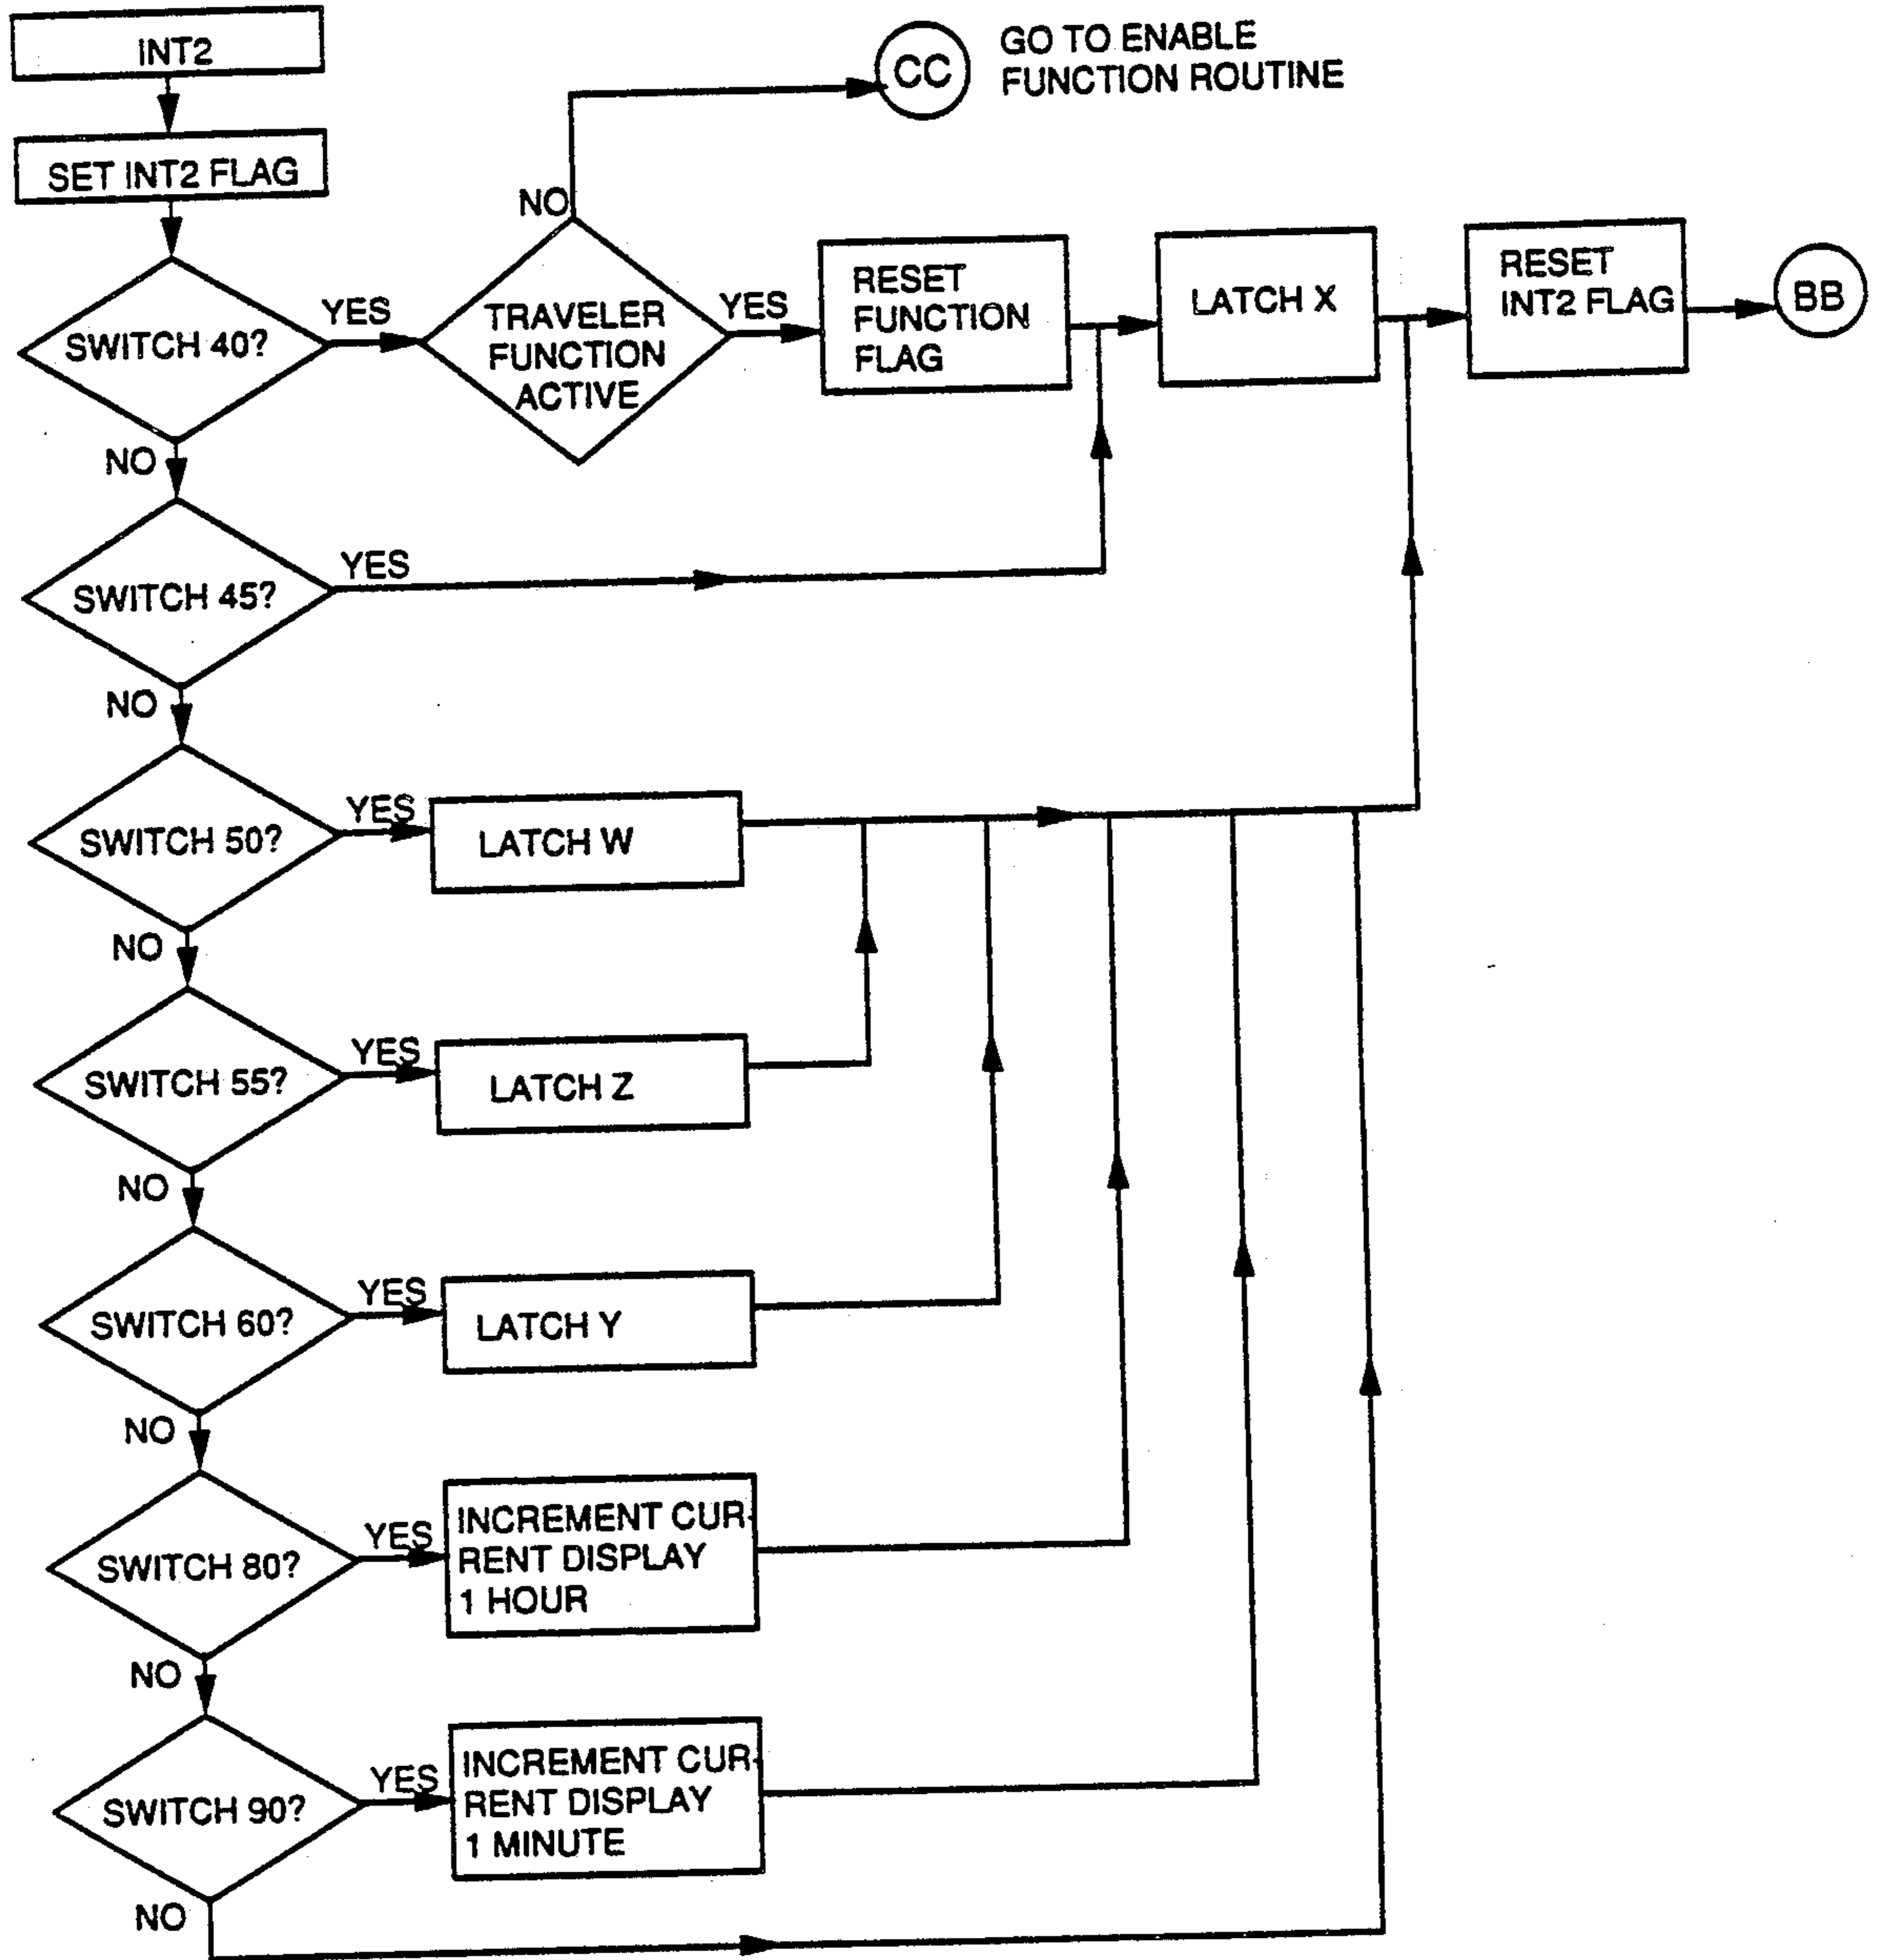 INT2
CC
GO TO ENABLE
FUNCTION ROUTINE
SET INT2 FLAG
NO
SWITCH 40?
YES
TRAVELER
FUNCTION
ACTIVE
YES
RESET
FUNCTION
FLAG
LATCH X
RESET
INT2 FLAG
BB
NO
SWITCH 45?
YES
NO
SWITCH 50?
YES
LATCH W
NO
SWITCH 55?
YES
LATCH Z
NO
SWITCH 60?
YES
LATCH Y
NO
SWITCH 80?
YES
INCREMENT CUR-
RENT DISPLAY
1 HOUR
NO
SWITCH 90?
YES
INCREMENT CUR-
RENT DISPLAY
1 MINUTE
NO